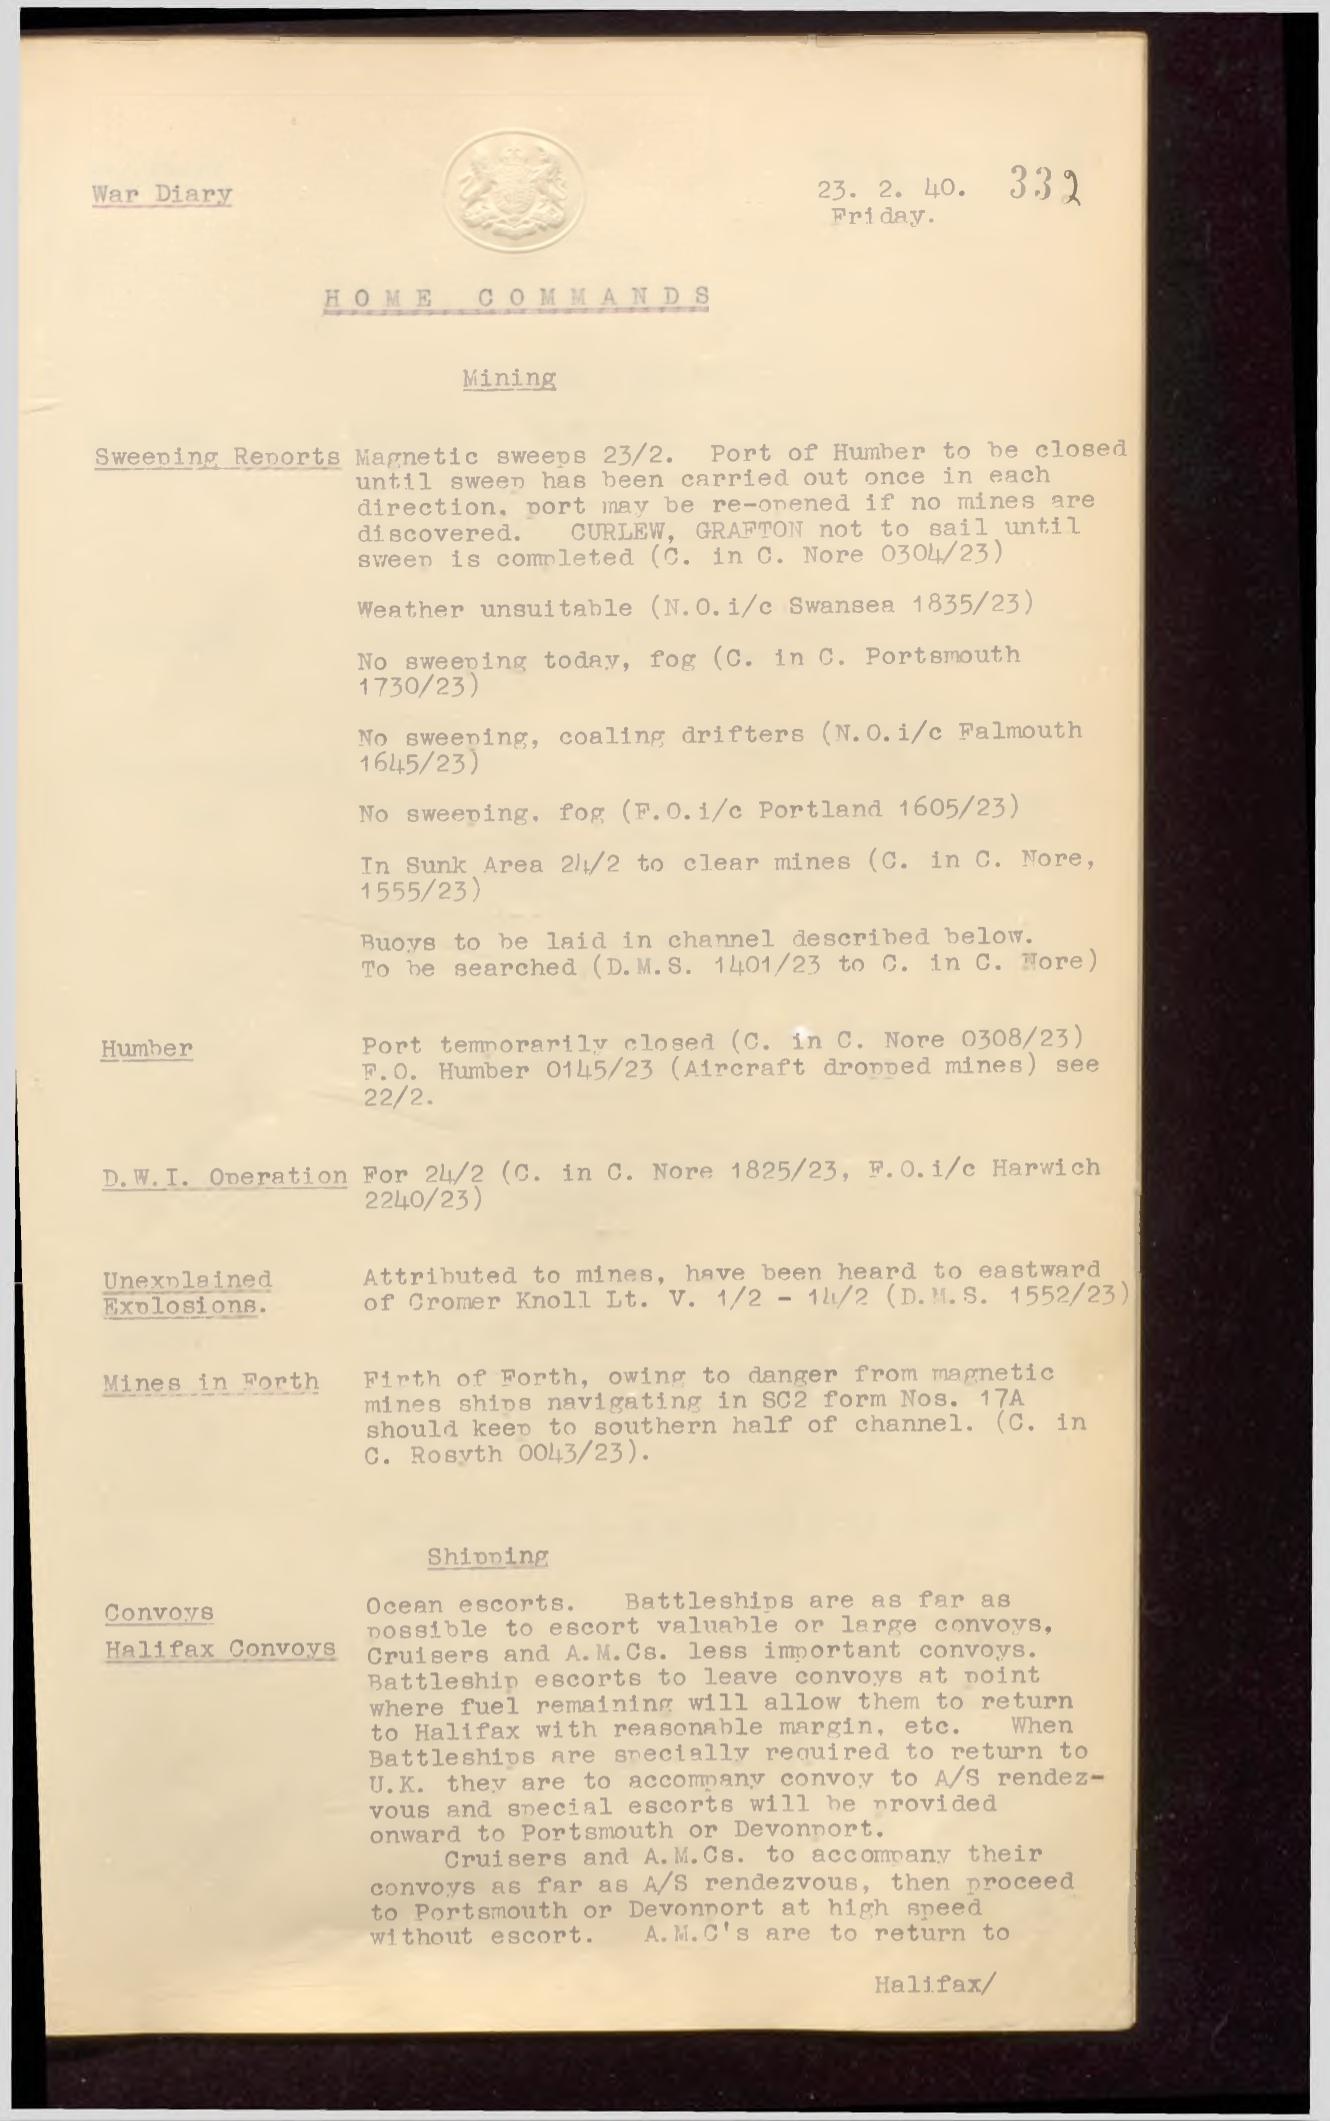 War Diary
23. 2. 40. 332
Friday.
HOME COMMANDS
Mining
Sweeping Reports Magnetic sweeps 23/2. Port of Humber to be closed
until sweep has been carried out once in each
direction, port may be re-opened if no mines are
discovered. CURLEW, GRAFTON not to sail until
sweep is completed (C. in C. Nore 0304/23)
Weather unsuitable (N.O.i/c Swansea 1835/23)
No sweeping today, fog (C. in C. Portsmouth
1730/23)
No sweeping, coaling drifters (N.O.i/c Falmouth
1645/23)
No sweeping, fog (F.O.i/c Portland 1605/23)
In Sunk Area 24/2 to clear mines (C. in C. Nore,
1555/23)
Buoys to be laid in channel described below.
To be searched (D.M.S. 1401/23 to C. in C. Nore)
Humber Port temporarily closed (C. in C. Nore 0308/23)
F.O. Humber 0145/23 (Aircraft dropped mines) see
22/2.
D.W.I. Operation For 24/2 (C. in C. Nore 1825/23, F.O.i/c Harwich
2240/23)
Unexplained Attributed to mines, have been heard to eastward
Explosions. of Cromer Knoll Lt. V. 1/2 - 14/2 (D.M.S. 1552/23)
Mines in Forth Firth of Forth, owing to danger from magnetic
mines ships navigating in SC2 form Nos. 17A
should keep to southern half of channel. (C. in
C. Rosyth 0043/23).
Shipping
Convoys Ocean escorts. Battleships are as far as
possible to escort valuable or large convoys,
Halifax Convoys Cruisers and A.M.Cs. less important convoys.
Battleship escorts to leave convoys at point
where fuel remaining will allow them to return
to Halifax with reasonable margin, etc. When
Battleships are specially required to return to
U.K. they are to accompany convoy to A/S rendez-
vous and special escorts will be provided
onward to Portsmouth or Devonport.
Cruisers and A.M.Cs. to accompany their
convoys as far as A/S rendezvous, then proceed
to Portsmouth or Devonport at high speed
without escort. A.M.C's are to return to
Halifax/